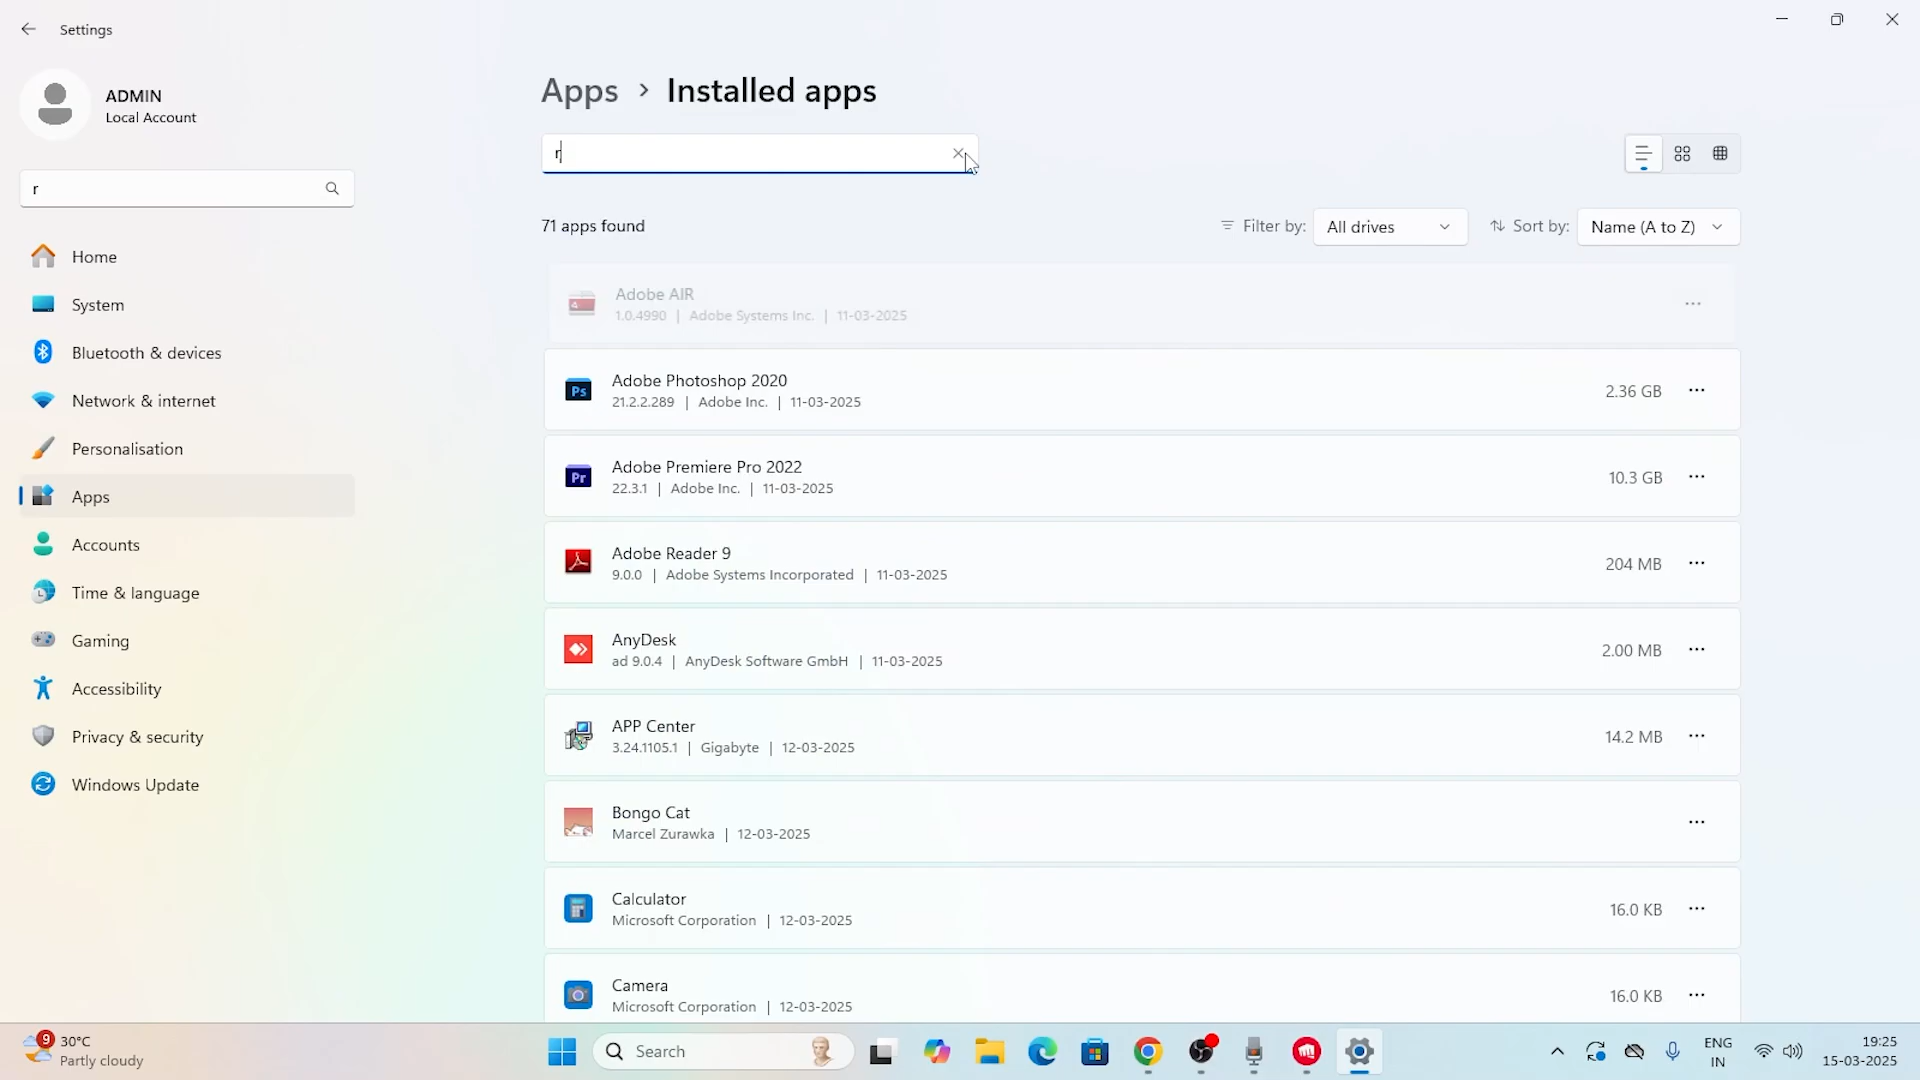 Settings
ADMIN
Local Account
r
Home
System
Bluetooth & devices
Network & internet
Personalisation
Apps
Accounts
Time & language
Gaming
Accessibility
Privacy & security
Windows Update
Apps > Installed apps
r
71 apps found
Filter by: All drives
Sort by: Name (A to Z)
Adobe AIR
1.0.4990 | Adobe Systems Inc. | 11-03-2025
Adobe Photoshop 2020
21.2.2.289 | Adobe Inc. | 11-03-2025
2.36 GB
Adobe Premiere Pro 2022
22.3.1 | Adobe Inc. | 11-03-2025
10.3 GB
Adobe Reader 9
9.0.0 | Adobe Systems Incorporated | 11-03-2025
204 MB
AnyDesk
ad 9.0.4 | AnyDesk Software GmbH | 11-03-2025
2.00 MB
APP Center
3.24.1105.1 | Gigabyte | 12-03-2025
14.2 MB
Bongo Cat
Marcel Zurawka | 12-03-2025
Calculator
Microsoft Corporation | 12-03-2025
16.0 KB
Camera
Microsoft Corporation | 12-03-2025
16.0 KB
Ps
Pr
9
30°C
Partly cloudy
Search
ENG
IN
19:25
15-03-2025